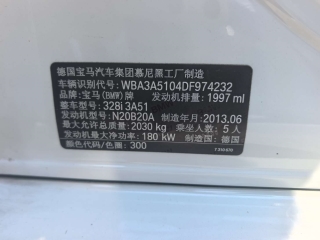 德国宝马汽车集团慕尼黑工厂制造
车辆识别代号: WBA3A5104DF974232
品牌: 宝马(BMW)牌 发动机排量: 1997 ml
整车型号: 328i 3A51
发动机型号: N20B20A 制造年月: 2013.06
最大允许总质量: 2030 kg 乘坐人数: 5 人
发动机最大净功率: 180 kW 制造国: 德国
颜色代码/色圈: 300